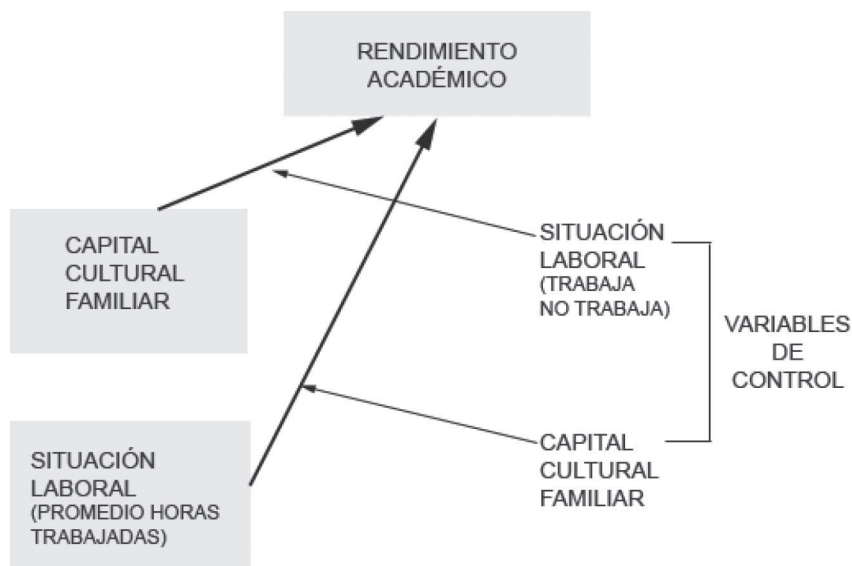 RENDIMIENTO
ACADÉMICO
CAPITAL
CULTURAL
FAMILIAR
SITUACIÓN
LABORAL
(PROMEDIO HORAS
TRABAJADAS)
SITUACIÓN
LABORAL
(TRABAJA
NO TRABAJA)
CAPITAL
CULTURAL
FAMILIAR
VARIABLES
DE
CONTROL